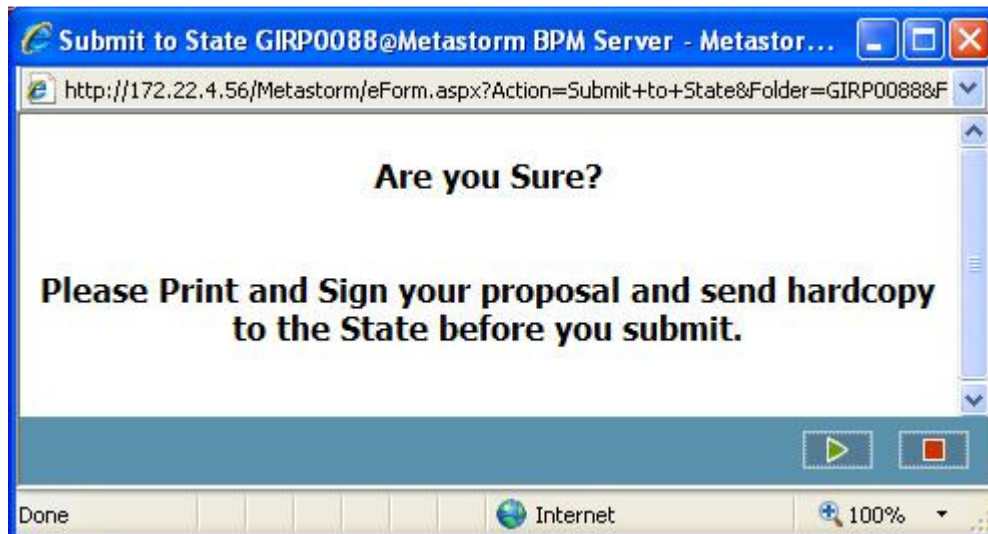 Submit to State GIRP0088@Metastorm BPM Server - Metastor...
http://172.22.4.56/Metastorm/eForm.aspx?Action=Submit+to+State&Folder=GIRP0088&F
Are you Sure?
Please Print and Sign your proposal and send hardcopy
to the State before you submit.
Done
Internet
100%